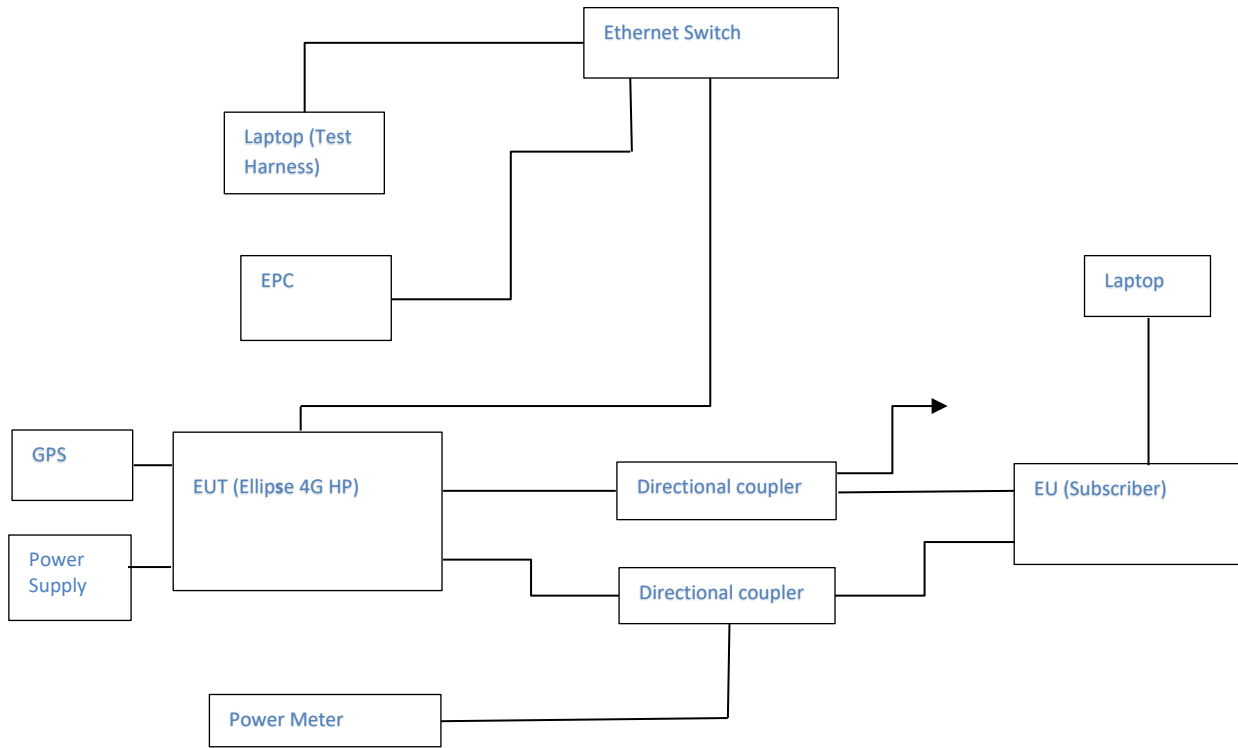 Ethernet Switch
Laptop (Test
Harness)
EPC
Laptop
GPS
EUT (Ellipse 4G HP)
Directional coupler
EU (Subscriber)
Power
Supply
Directional coupler
Power Meter